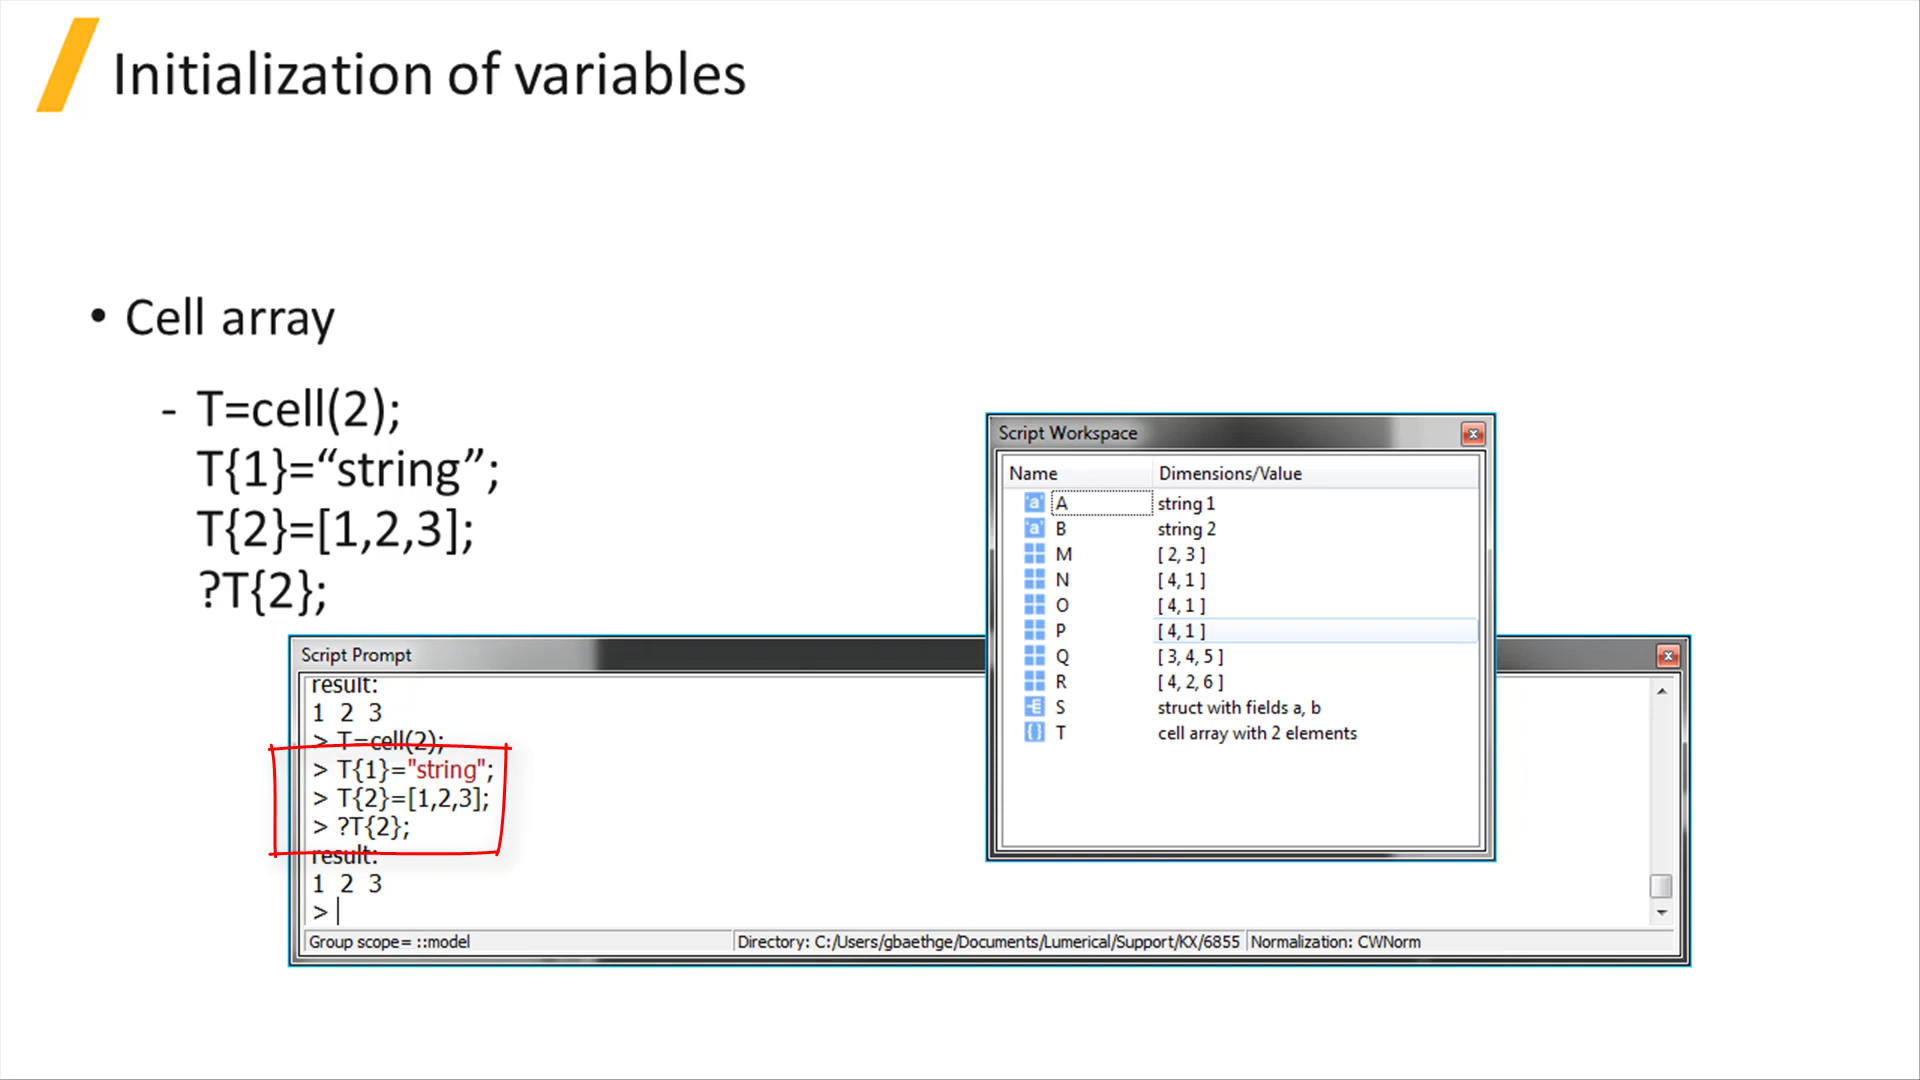 Initialization of variables
• Cell array
- T=cell(2);
T{1}=“string”;
T{2}=[1,2,3];
?T{2};
Script Workspace
Name Dimensions/Value
A string 1
B string 2
M [ 2, 3 ]
N [ 4, 1 ]
O [ 4, 1 ]
P [ 4, 1 ]
Q [ 3, 4, 5 ]
R [ 4, 2, 6 ]
S struct with fields a, b
T cell array with 2 elements
Script Prompt
result:
1 2 3
> T=cell(2);
> T{1}="string";
> T{2}=[1,2,3];
> ?T{2};
result:
1 2 3
>
Group scope= ::model Directory: C:/Users/gbaethge/Documents/Lumerical/Support/KX/6855 Normalization: CWNorm